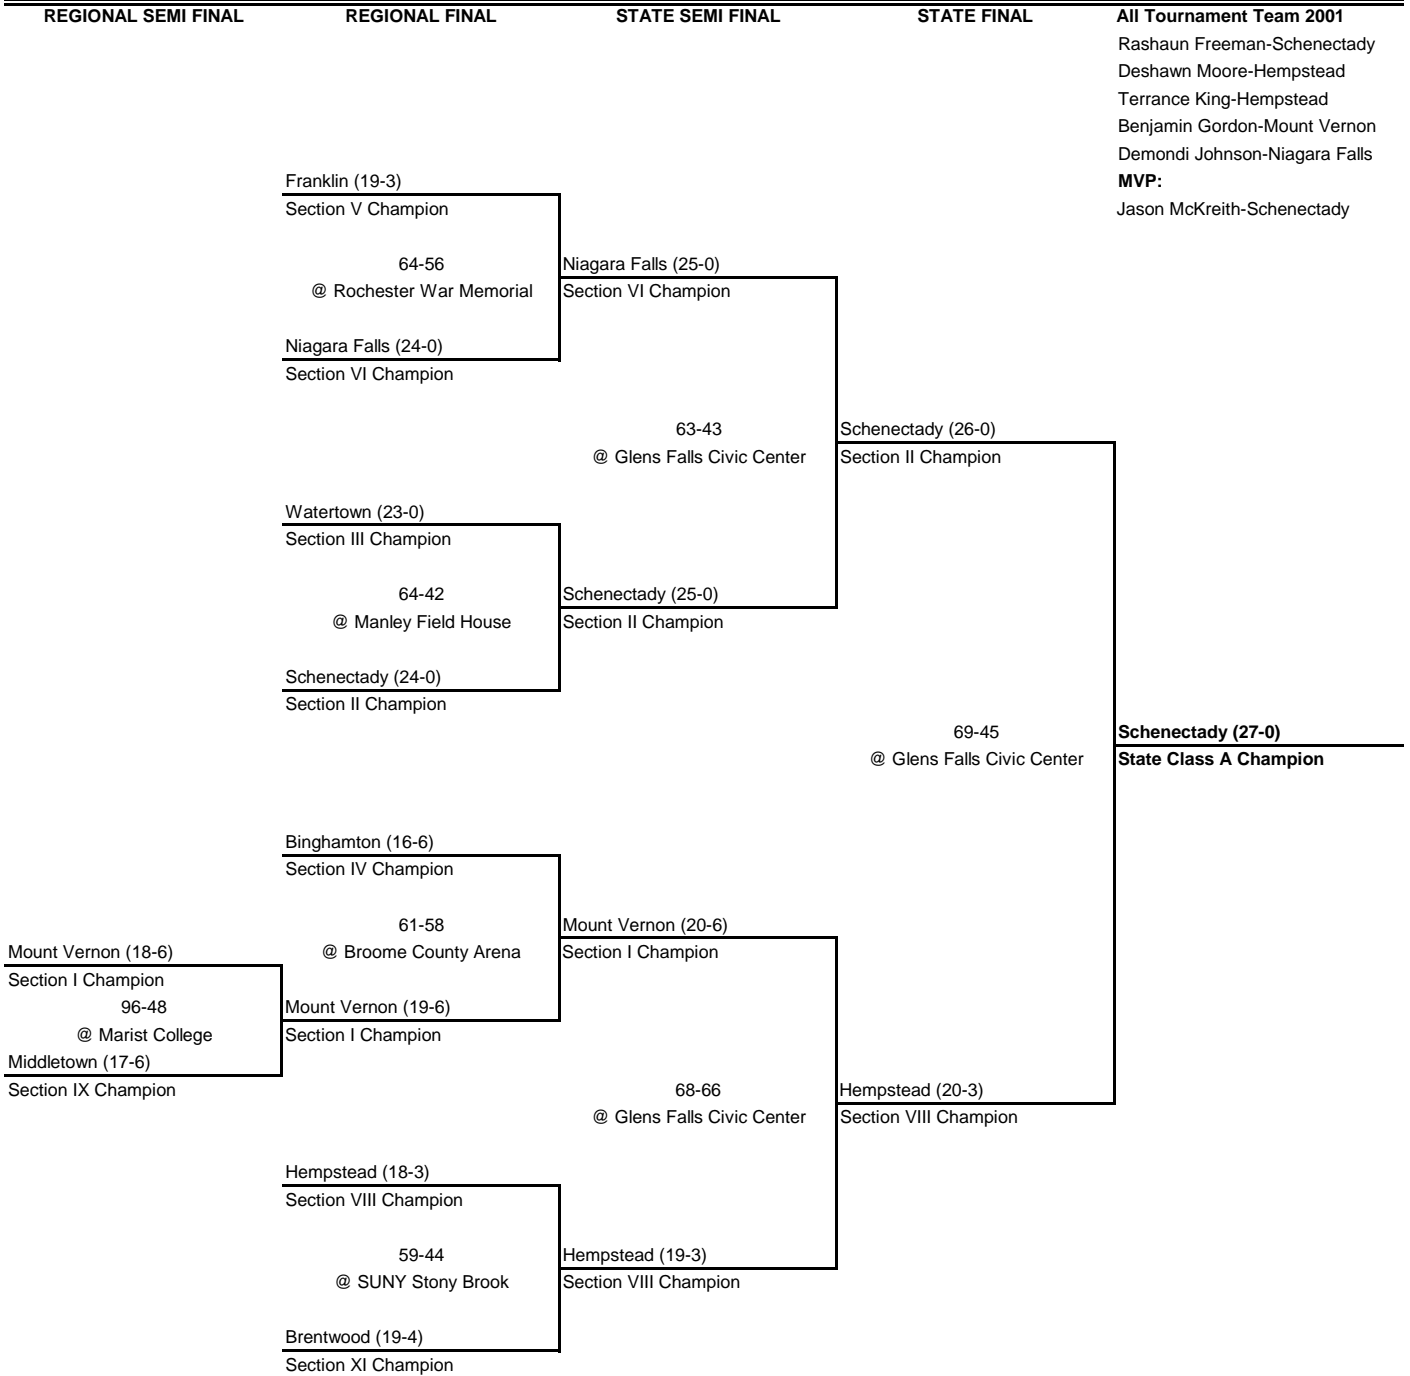 REGIONAL SEMI FINAL REGIONAL FINAL STATE SEMI FINAL STATE FINAL All Tournament Team 2001
Rashaun Freeman-Schenectady
Deshawn Moore-Hempstead
Terrance King-Hempstead
Benjamin Gordon-Mount Vernon
Demondi Johnson-Niagara Falls
Franklin (19-3) MVP:
Section V Champion Jason McKreith-Schenectady
64-56 Niagara Falls (25-0)
@ Rochester War Memorial Section VI Champion
Niagara Falls (24-0)
Section VI Champion
63-43 Schenectady (26-0)
@ Glens Falls Civic Center Section II Champion
Watertown (23-0)
Section III Champion
64-42 Schenectady (25-0)
@ Manley Field House Section II Champion
Schenectady (24-0)
Section II Champion
69-45 Schenectady (27-0)
@ Glens Falls Civic Center State Class A Champion
Binghamton (16-6)
Section IV Champion
61-58 Mount Vernon (20-6)
Mount Vernon (18-6) @ Broome County Arena Section I Champion
Section I Champion
96-48 Mount Vernon (19-6)
@ Marist College Section I Champion
Middletown (17-6)
Section IX Champion 68-66 Hempstead (20-3)
@ Glens Falls Civic Center Section VIII Champion
Hempstead (18-3)
Section VIII Champion
59-44 Hempstead (19-3)
@ SUNY Stony Brook Section VIII Champion
Brentwood (19-4)
Section XI Champion